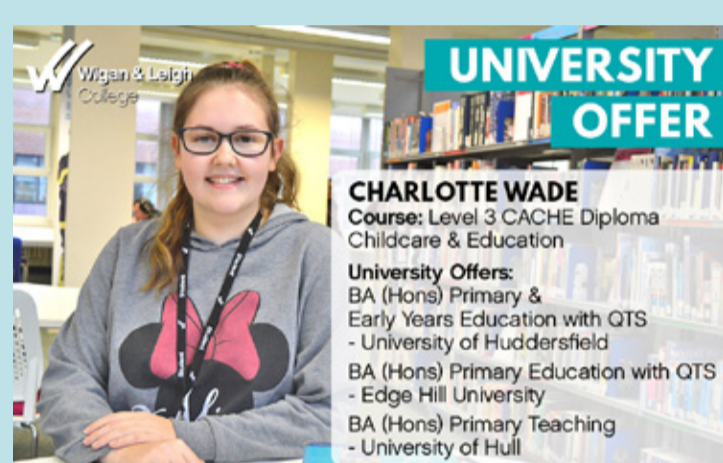 Wigan & Leigh
College
UNIVERSITY
OFFER
CHARLOTTE WADE
Course: Level 3 CACHE Diploma
Childcare & Education
University Offers:
BA (Hons) Primary &
Early Years Education with QTS
- University of Huddersfield
BA (Hons) Primary Education with QTS
- Edge Hill University
BA (Hons) Primary Teaching
- University of Hull